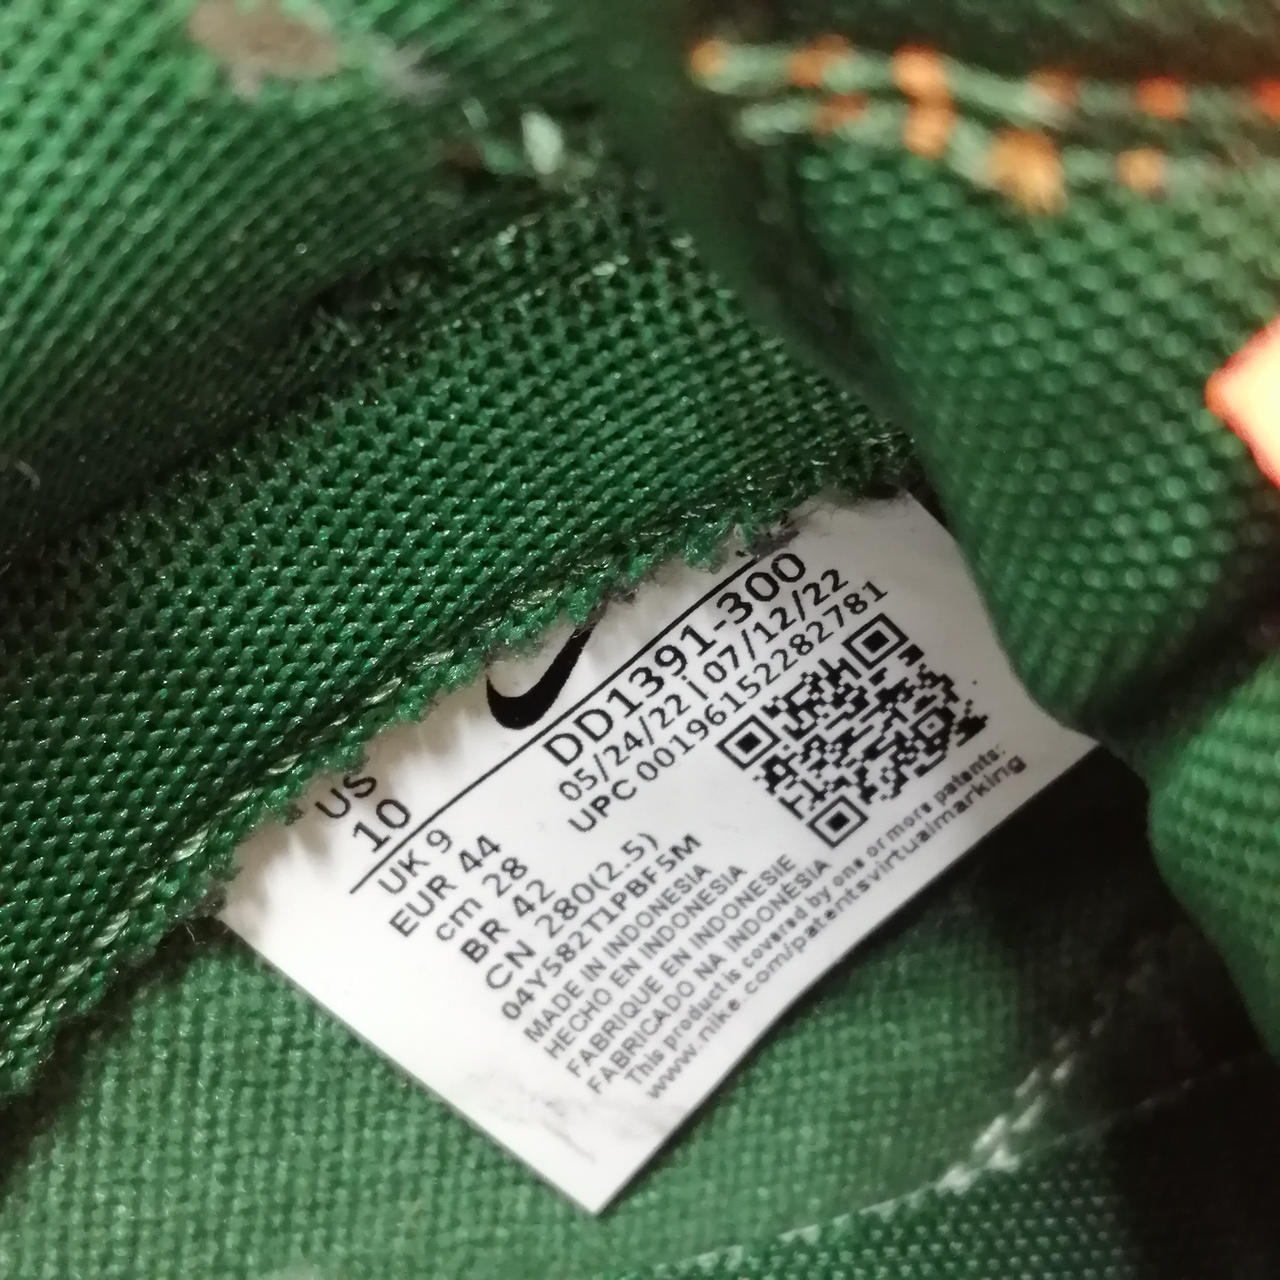 US
10
UK 9
EUR 44
cm 28
BR 42
CN 280(2.5)
DD1391-300
05/24/22 | 07/12/22
UPC 00196152282781
04Y582T1PBF5M
MADE IN INDONESIA
HECHO EN INDONESIA
FABRIQUE EN INDONESIE
FABRICADO NA INDONÉSIA
This product is covered by one or more patents:
www.nike.com/patentsvirtualmarking